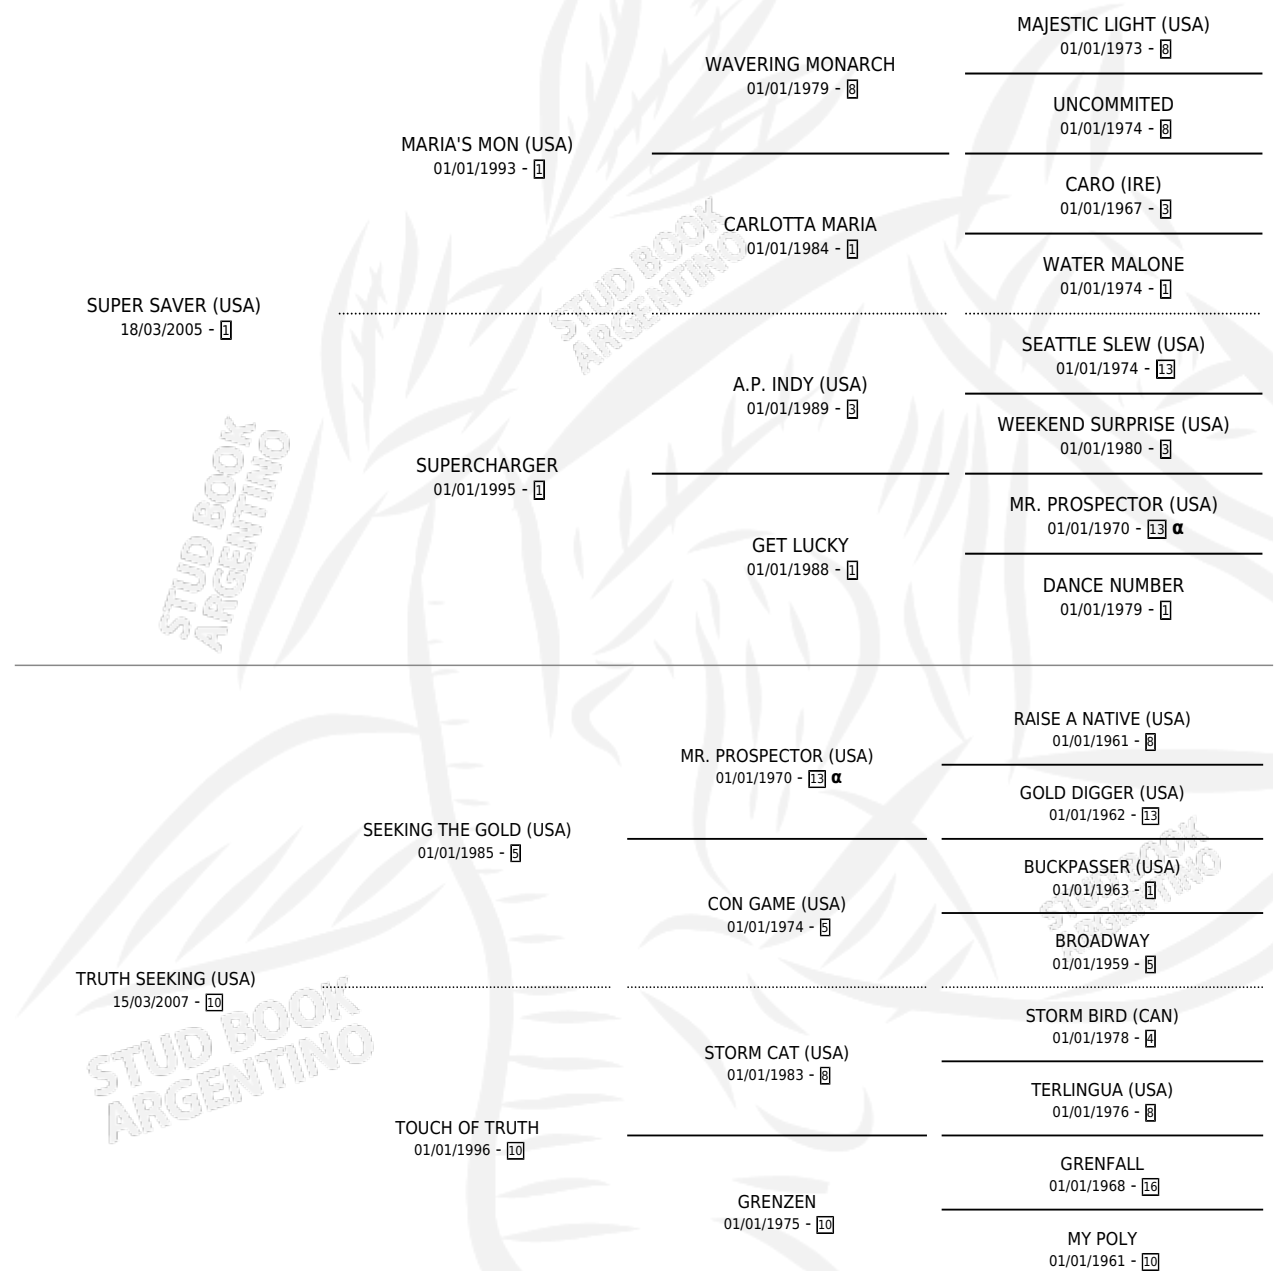 MAJESTIC LIGHT (USA)
01/01/1973 - 8
WAVERING MONARCH
01/01/1979 - 8
UNCOMMITED
01/01/1974 - 8
MARIA'S MON (USA)
01/01/1993 - 1
CARO (IRE)
01/01/1967 - 3
CARLOTTA MARIA
01/01/1984 - 1
WATER MALONE
01/01/1974 - 1
SUPER SAVER (USA)
18/03/2005 - 1
SEATTLE SLEW (USA)
01/01/1974 - 13
A.P. INDY (USA)
01/01/1989 - 3
WEEKEND SURPRISE (USA)
01/01/1980 - 3
SUPERCHARGER
01/01/1995 - 1
MR. PROSPECTOR (USA)
01/01/1970 - 13 α
GET LUCKY
01/01/1988 - 1
DANCE NUMBER
01/01/1979 - 1
RAISE A NATIVE (USA)
01/01/1961 - 8
MR. PROSPECTOR (USA)
01/01/1970 - 13 α
GOLD DIGGER (USA)
01/01/1962 - 13
SEEKING THE GOLD (USA)
01/01/1985 - 5
BUCKPASSER (USA)
01/01/1963 - 1
CON GAME (USA)
01/01/1974 - 5
BROADWAY
01/01/1959 - 5
TRUTH SEEKING (USA)
15/03/2007 - 10
STORM BIRD (CAN)
01/01/1978 - 4
STORM CAT (USA)
01/01/1983 - 8
TERLINGUA (USA)
01/01/1976 - 8
TOUCH OF TRUTH
01/01/1996 - 10
GRENFALL
01/01/1968 - 16
GRENZEN
01/01/1975 - 10
MY POLY
01/01/1961 - 10
STUD BOOK
ARGENTINO
STUD BOOK
ARGENTINO
STUD BOOK
ARGENTINO
STUD BOOK
ARGENTINO